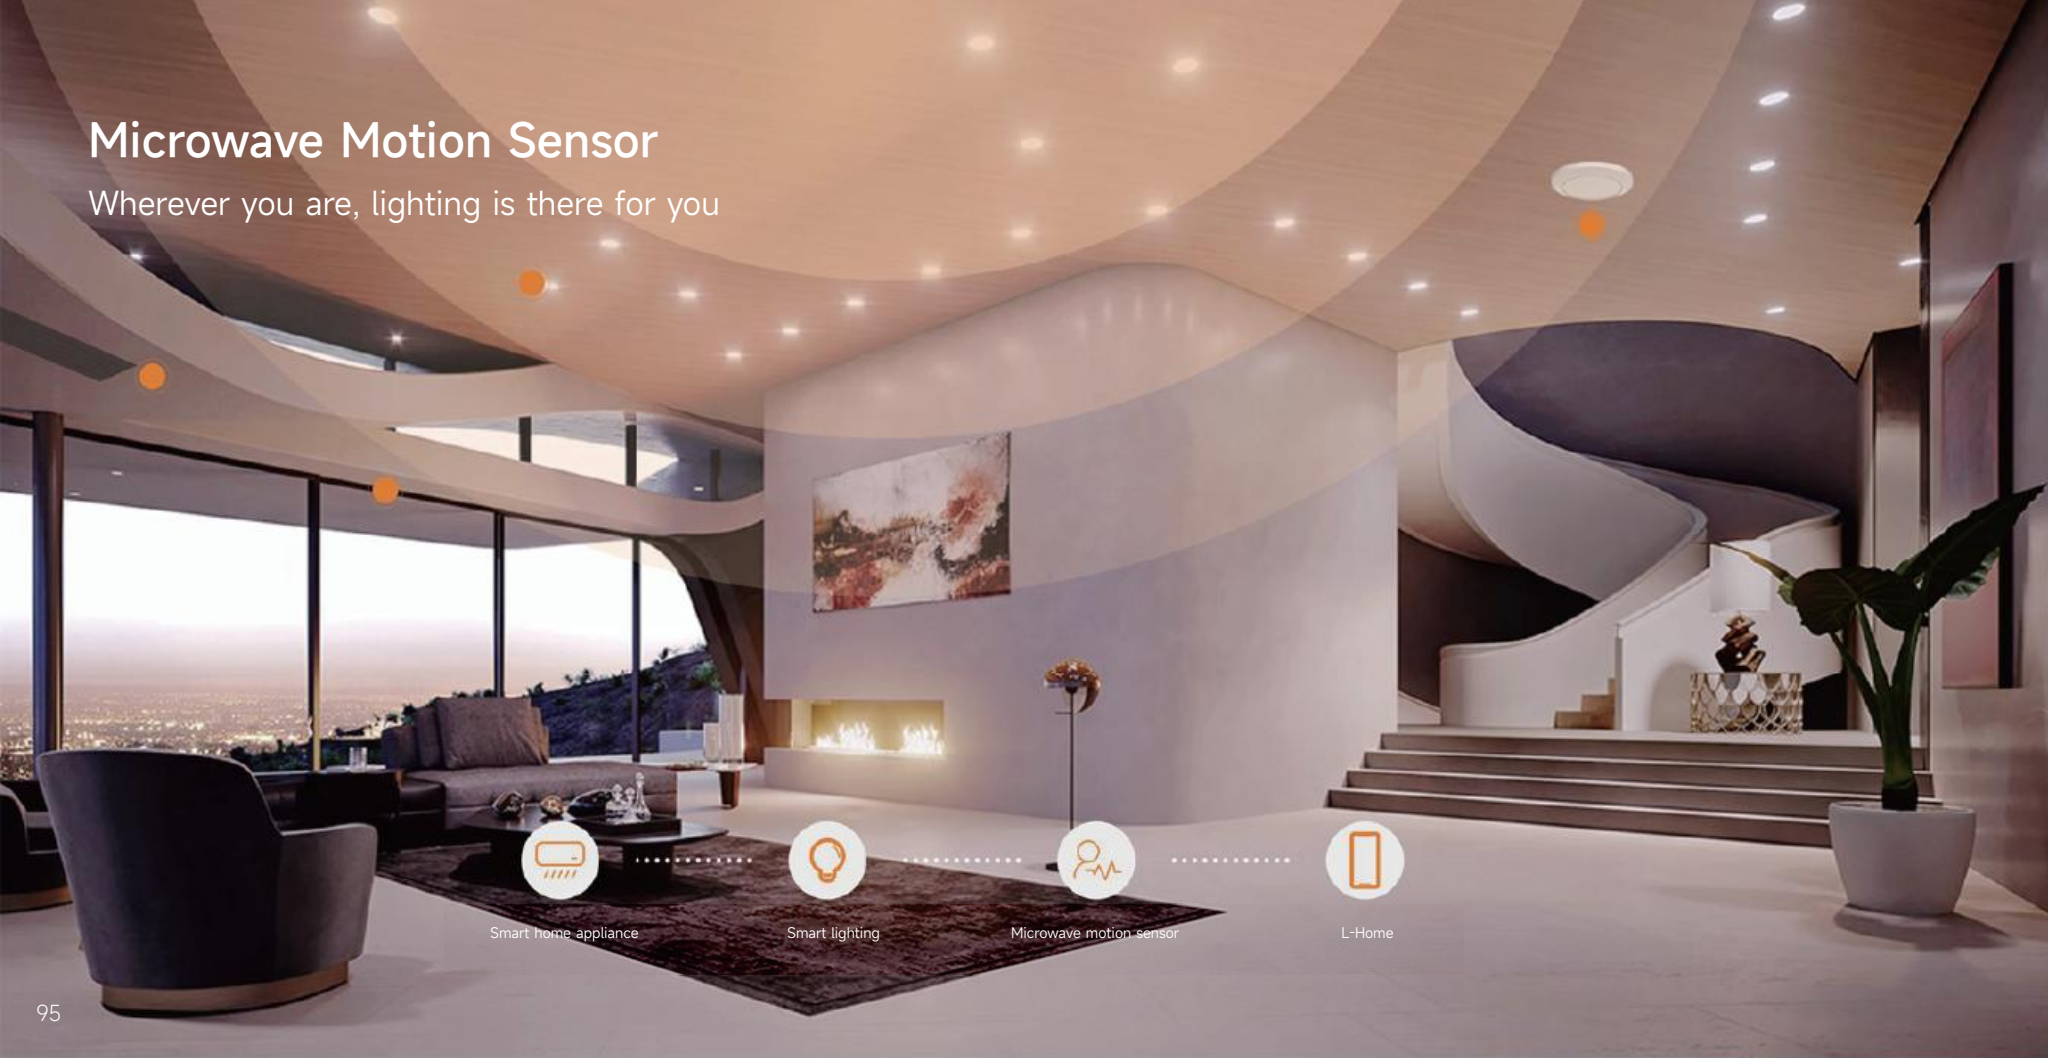 Microwave Motion Sensor
Wherever you are, lighting is there for you
Smart home appliance
Smart lighting
Microwave motion sensor
L-Home
95